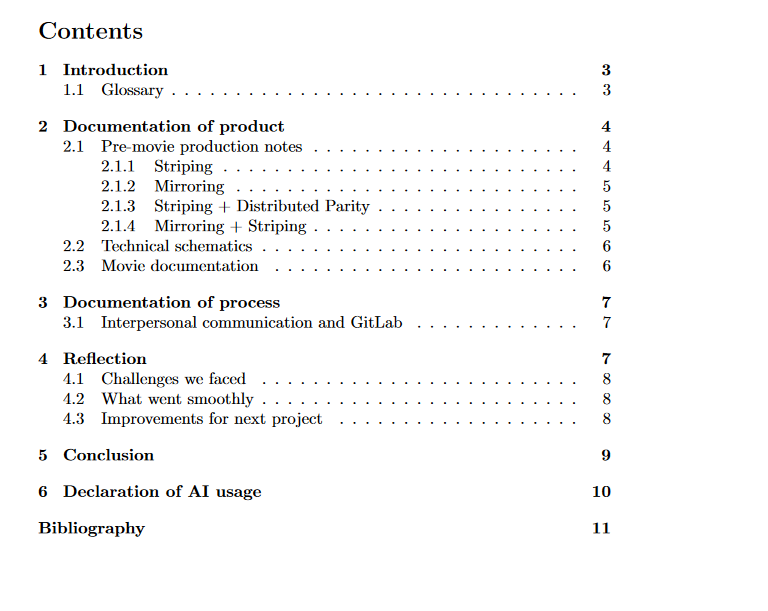 Contents
1 Introduction 3
1.1 Glossary . . . . . . . . . . . . . . . . . . . . . . . . . . . . . . . . 3
2 Documentation of product 4
2.1 Pre-movie production notes . . . . . . . . . . . . . . . . . . . . . 4
2.1.1 Striping . . . . . . . . . . . . . . . . . . . . . . . . . . . . 4
2.1.2 Mirroring . . . . . . . . . . . . . . . . . . . . . . . . . . . 5
2.1.3 Striping + Distributed Parity . . . . . . . . . . . . . . . . 5
2.1.4 Mirroring + Striping . . . . . . . . . . . . . . . . . . . . . 5
2.2 Technical schematics . . . . . . . . . . . . . . . . . . . . . . . . . 6
2.3 Movie documentation . . . . . . . . . . . . . . . . . . . . . . . . 6
3 Documentation of process 7
3.1 Interpersonal communication and GitLab . . . . . . . . . . . . . 7
4 Reflection 7
4.1 Challenges we faced . . . . . . . . . . . . . . . . . . . . . . . . . 8
4.2 What went smoothly . . . . . . . . . . . . . . . . . . . . . . . . . 8
4.3 Improvements for next project . . . . . . . . . . . . . . . . . . . 8
5 Conclusion 9
6 Declaration of AI usage 10
Bibliography 11